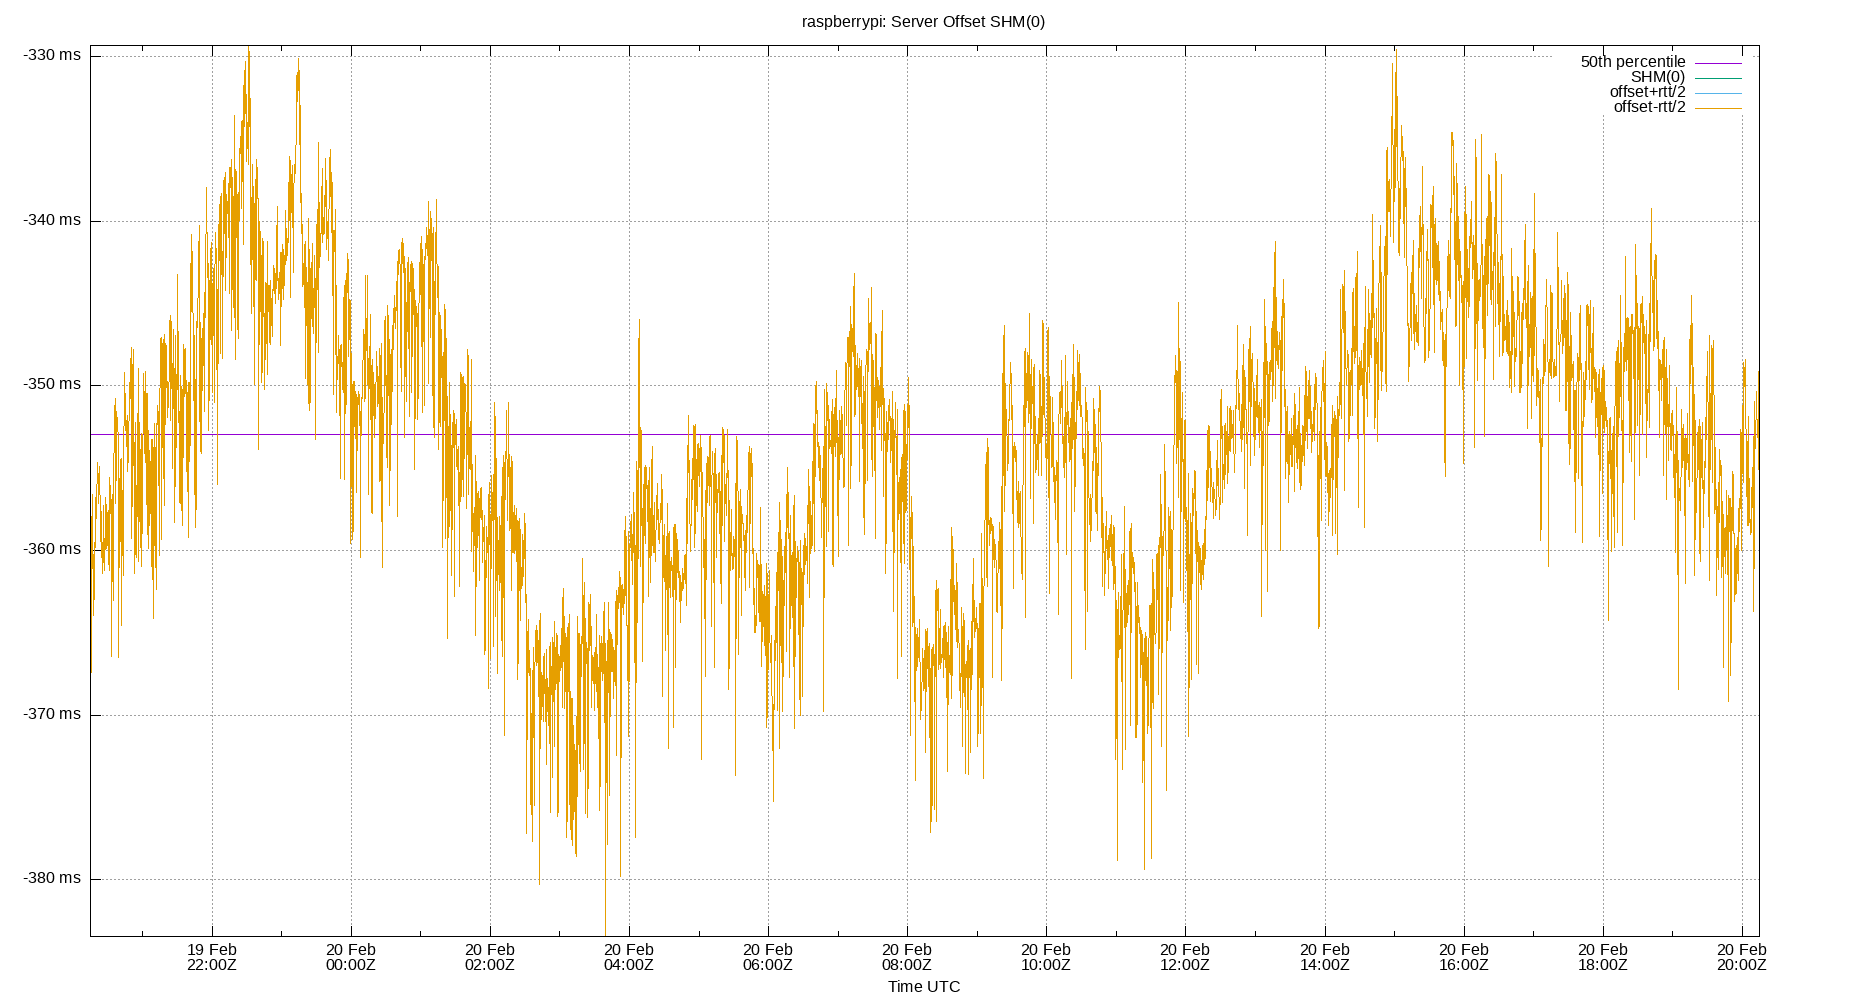 raspberrypi: Server Offset SHM(0)
-330 ms
-340 ms
-350 ms
-360 ms
-370 ms
-380 ms
50th percentile
SHM(0)
offset+rtt/2
offset-rtt/2
19 Feb 20 Feb 20 Feb 20 Feb 20 Feb 20 Feb 20 Feb 20 Feb 20 Feb 20 Feb 20 Feb 20 Feb
22:00Z 00:00Z 02:00Z 04:00Z 06:00Z 08:00Z 10:00Z 12:00Z 14:00Z 16:00Z 18:00Z 20:00Z
Time UTC